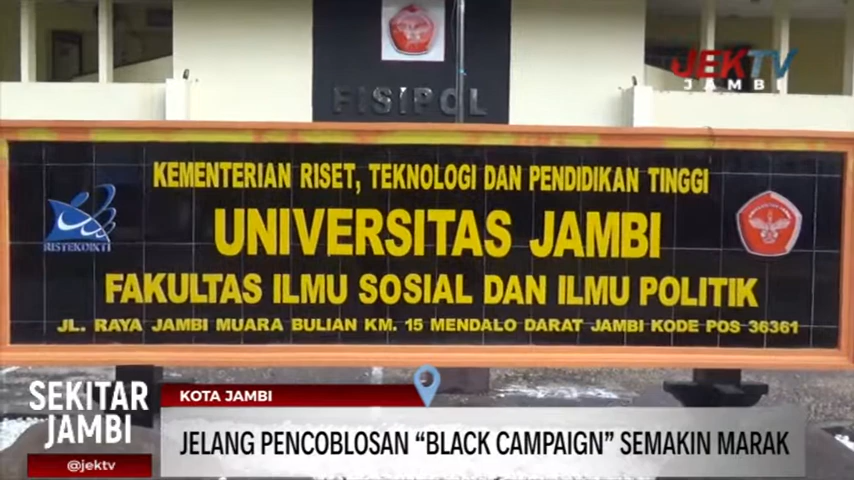 JEKTV
JAMBI
FISIPOL
KEMENTERIAN RISET, TEKNOLOGI DAN PENDIDIKAN TINGGI
UNIVERSITAS JAMBI
RISTEKDIKTI
FAKULTAS ILMU SOSIAL DAN ILMU POLITIK
JL. RAYA JAMBI MUARA BULIAN KM. 15 MENDALO DARAT JAMBI KODE POS 36361
SEKITAR
JAMBI
@jektv
KOTA JAMBI
JELANG PENCOBLOSAN “BLACK CAMPAIGN” SEMAKIN MARAK